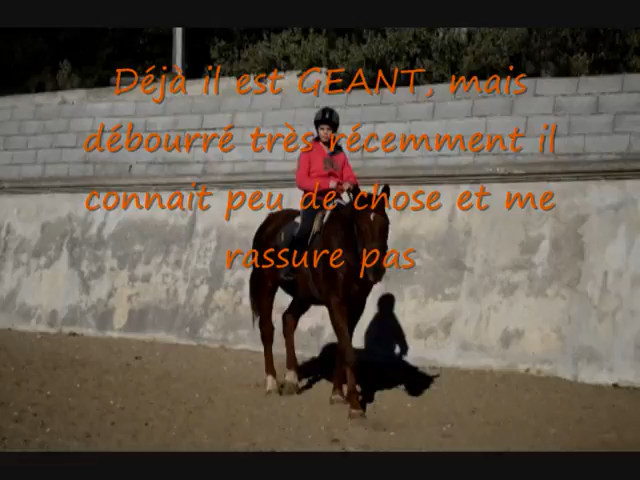 Déjà il est GEANT, mais
débourré très récemment il
connait peu de chose et me
rassure pas